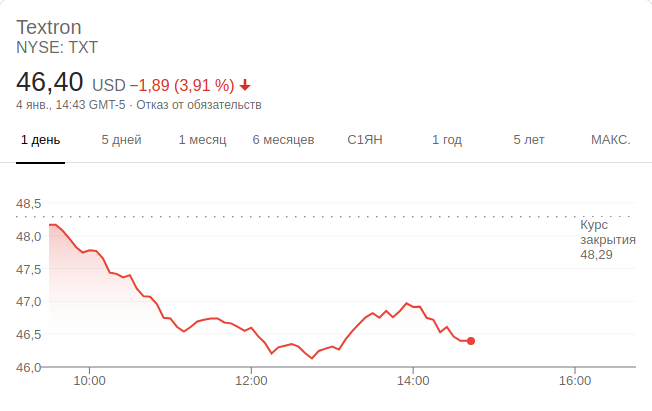 Textron
NYSE: TXT
46,40 USD −1,89 (3,91 %)
4 янв., 14:43 GMT-5 · Отказ от обязательств
1 день 5 дней 1 месяц 6 месяцев С1ЯН 1 год 5 лет МАКС.
48,5
48,0
47,5
47,0
46,5
46,0
Курс
закрытия
48,29
10:00 12:00 14:00 16:00